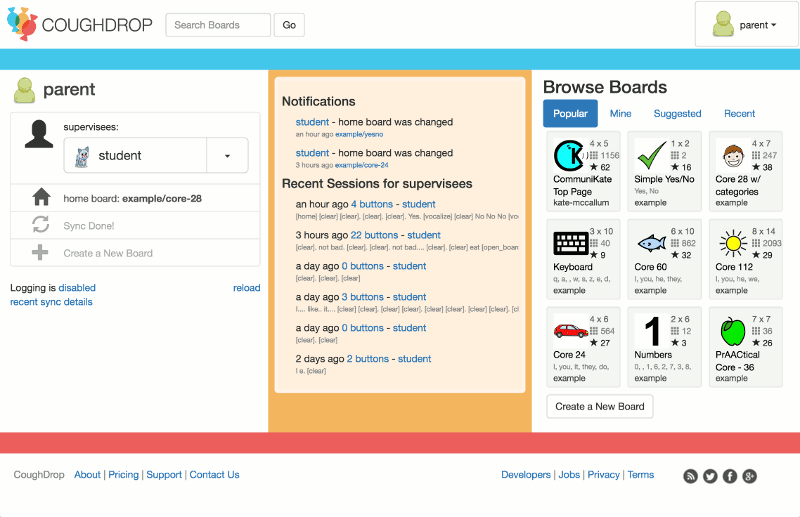 COUGHDROP
Search Boards
Go
parent
parent
supervisees:
student
home board: example/core-28
Sync Done!
Create a New Board
Logging is disabled
reload
recent sync details
Notifications
student - home board was changed
an hour ago example/yesno
student - home board was changed
3 hours ago example/core-24
Recent Sessions for supervisees
an hour ago 4 buttons - student
[home] [clear] [clear]. [clear]. [clear]. Yes. [vocalize] [clear] No No No [vo
3 hours ago 22 buttons - student
[clear]. not bad. [clear]. [clear]. not bad.... [clear]. [clear] eat [open_boar
a day ago 0 buttons - student
[clear]. [clear]. [clear]
a day ago 3 buttons - student
I.... like.. it.... [clear] [clear]. [clear] [clear]. [clear] [clear]. [clear]. [c
a day ago 0 buttons - student
[clear]. [clear]
2 days ago 2 buttons - student
I e. [clear]
Browse Boards
Popular
Mine
Suggested
Recent
4 x 5
1156
62
CommuniKate
Top Page
kate-mccallum
1 x 2
2
16
Simple Yes/No
Yes, No
example
4 x 7
247
38
Core 28 w/
categories
example
3 x 10
40
9
Keyboard
q, a, , w, s, z, e, d,
example
6 x 10
862
32
Core 60
I, you, he, they,
example
8 x 14
2093
29
Core 112
I, you, he, we,
example
4 x 6
564
27
Core 24
I, you, it, they, do,
example
1
2 x 6
12
3
Numbers
0, , 1, 6, 2, 7, 3, 8,
example
7 x 7
36
26
PrAACtical
Core - 36
example
Create a New Board
CoughDrop About | Pricing | Support | Contact Us
Developers | Jobs | Privacy | Terms